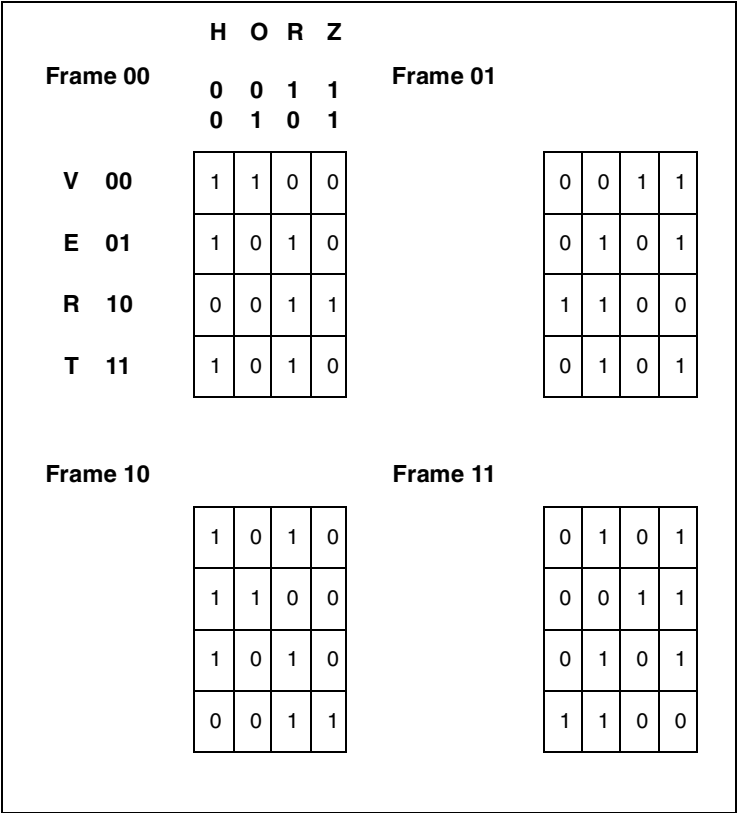 H O R Z
Frame 00 Frame 01
0 0 1 1
0 1 0 1
V 00 1 1 0 0 0 0 1 1
E 01 1 0 1 0 0 1 0 1
R 10 0 0 1 1 1 1 0 0
T 11 1 0 1 0 0 1 0 1
Frame 10 Frame 11
1 0 1 0 0 1 0 1
1 1 0 0 0 0 1 1
1 0 1 0 0 1 0 1
0 0 1 1 1 1 0 0